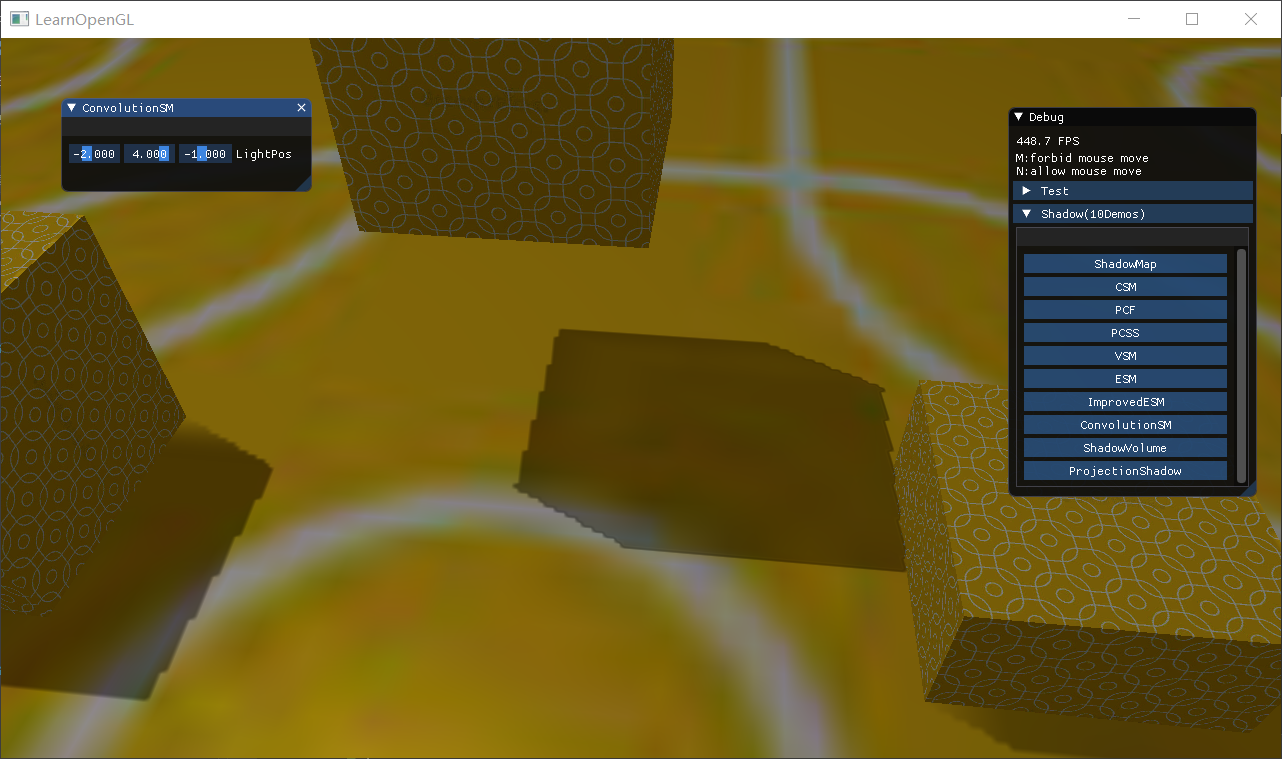 LearnOpenGL
ConvolutionSM
-2.000 4.000 -1.000 LightPos
Debug
448.7 FPS
M:forbid mouse move
N:allow mouse move
Test
Shadow(10Demos)
ShadowMap
CSM
PCF
PCSS
VSM
ESM
ImprovedESM
ConvolutionSM
ShadowVolume
ProjectionShadow